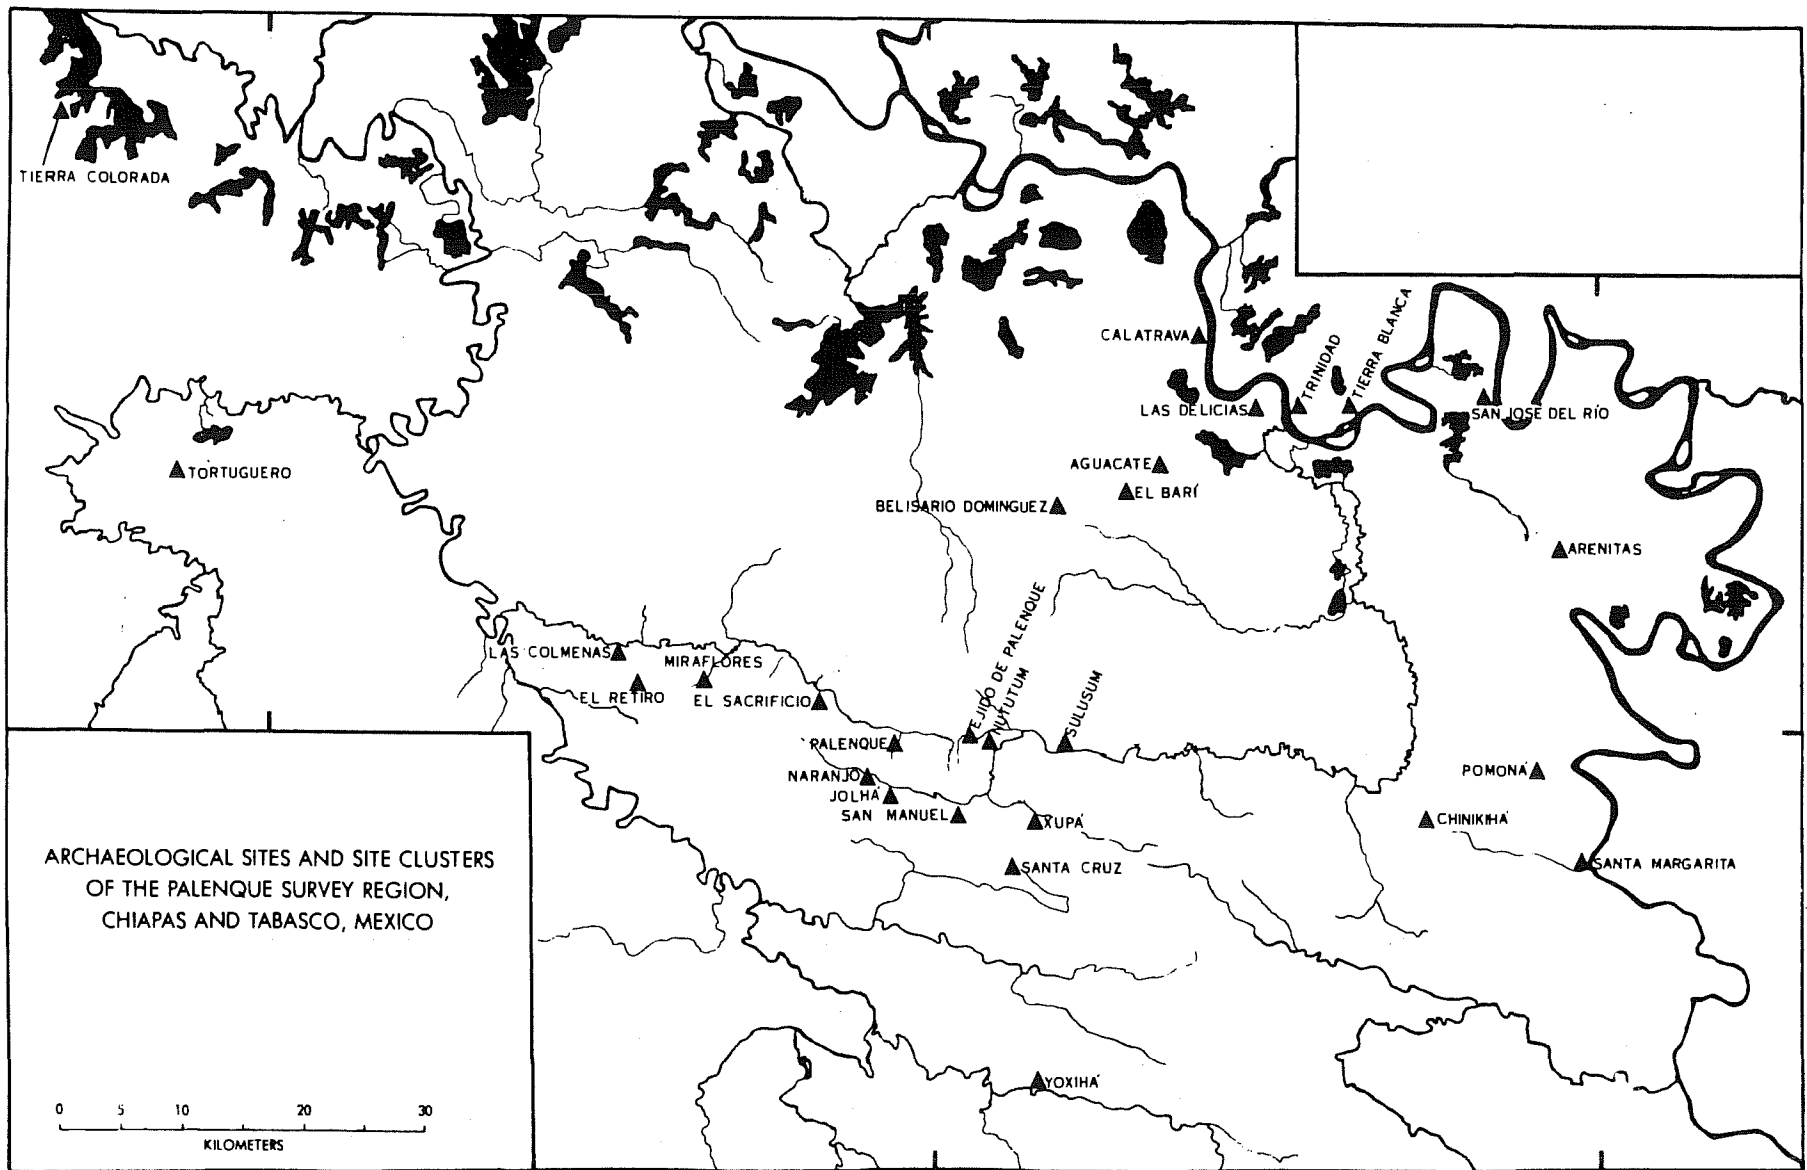 TIERRA COLORADA
CALATRAVA
TRINIDAD
TIERRA BLANCA
LAS DELICIAS
SAN JOSE DEL RÍO
TORTUGUERO
AGUACATE
EL BARÍ
BELISARIO DOMINGUEZ
ARENITAS
EJIDO DE PALENQUE
NUTUTUM
SULUSUM
LAS COLMENAS
MIRAFLORES
EL RETIRO
EL SACRIFICIO
PALENQUE
NARANJO
JOLHÁ
SAN MANUEL
XUPÁ
POMONÁ
CHINIKIHÁ
SANTA CRUZ
SANTA MARGARITA
YOXIHÁ
ARCHAEOLOGICAL SITES AND SITE CLUSTERS
OF THE PALENQUE SURVEY REGION,
CHIAPAS AND TABASCO, MEXICO
0 5 10 20 30
KILOMETERS